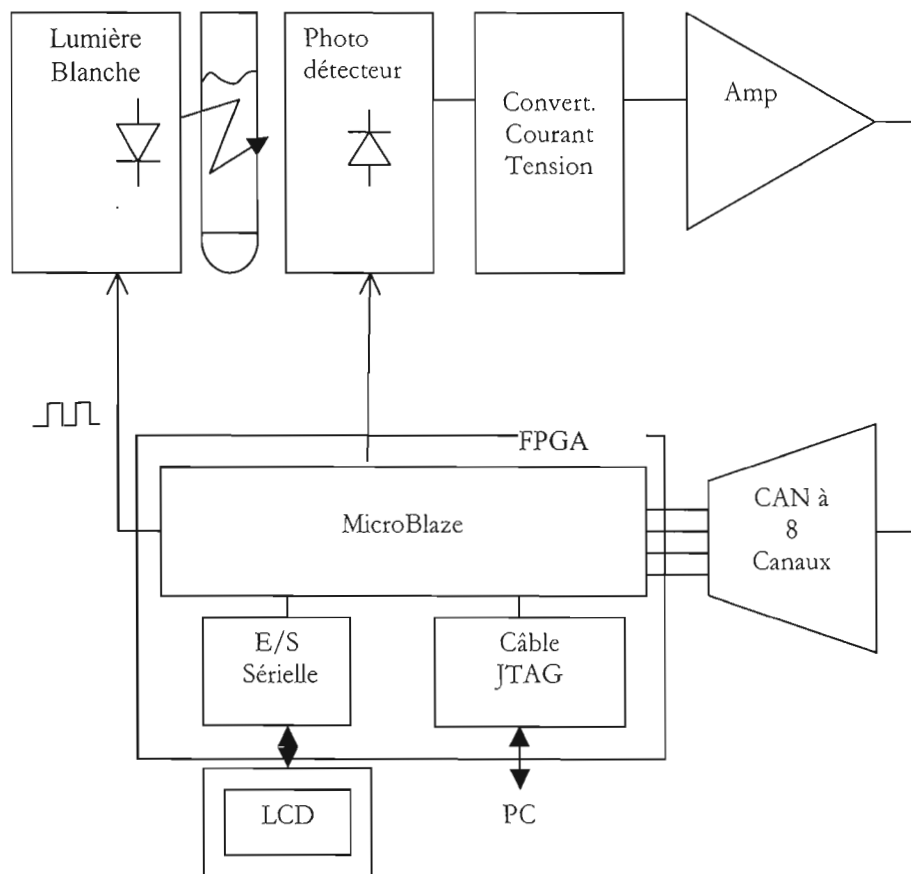 Lumière
Blanche
Photo
détecteur
Convert.
Courant
Tension
Amp
FPGA
MicroBlaze
CAN à
8
Canaux
E/S
Sérielle
Câble
JTAG
LCD
PC